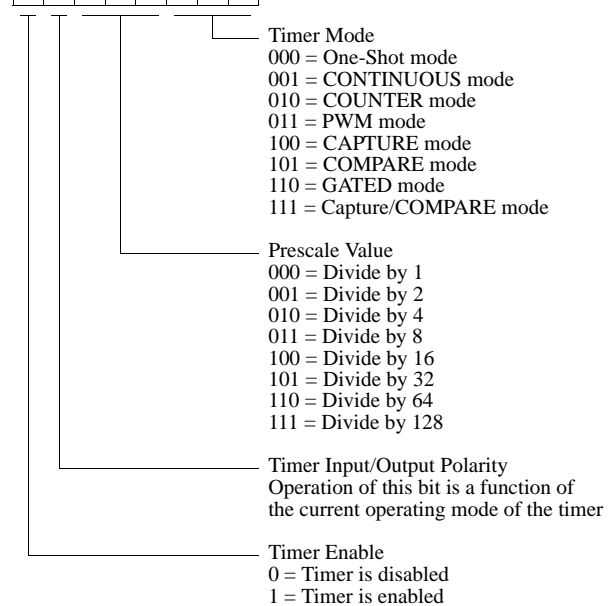 Timer Mode
000 = One-Shot mode
001 = CONTINUOUS mode
010 = COUNTER mode
011 = PWM mode
100 = CAPTURE mode
101 = COMPARE mode
110 = GATED mode
111 = Capture/COMPARE mode
Prescale Value
000 = Divide by 1
001 = Divide by 2
010 = Divide by 4
011 = Divide by 8
100 = Divide by 16
101 = Divide by 32
110 = Divide by 64
111 = Divide by 128
Timer Input/Output Polarity
Operation of this bit is a function of
the current operating mode of the timer
Timer Enable
0 = Timer is disabled
1 = Timer is enabled